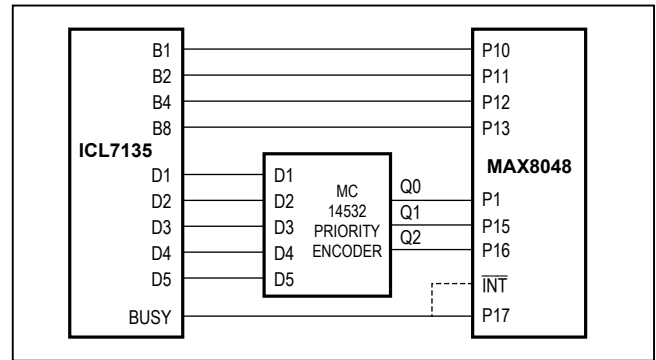 B1
B2
B4
B8
ICL7135
D1
D2
D3
D4
D5
BUSY
D1
D2
D3
D4
D5
MC
14532
PRIORITY
ENCODER
Q0
Q1
Q2
P10
P11
P12
P13
MAX8048
P1
P15
P16
INT
P17